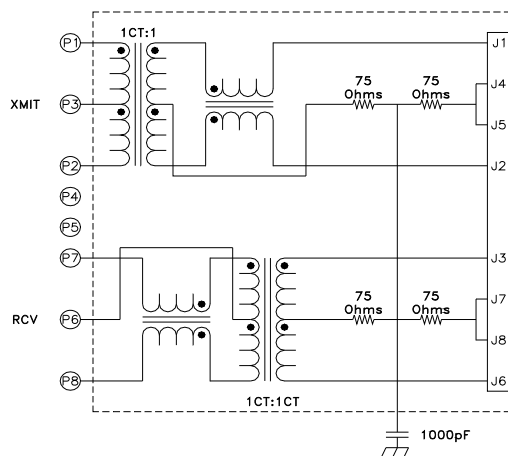 P1
1CT:1
J1
75
Ohms
75
Ohms
J4
XMIT
P3
J5
P2
J2
P4
P5
P7
J3
75
Ohms
75
Ohms
J7
RCV
P6
J8
P8
J6
1CT:1CT
1000pF